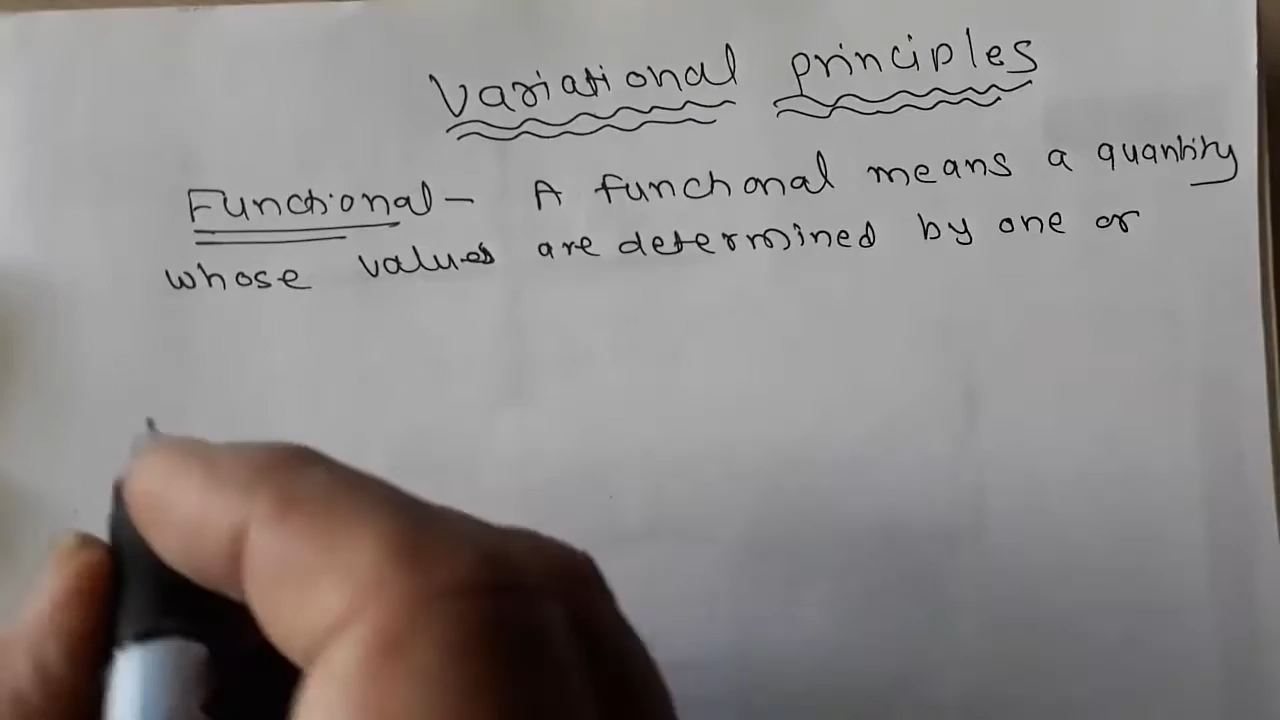 Variational principles
Functional - A functional means a quantity
whose values are determined by one or